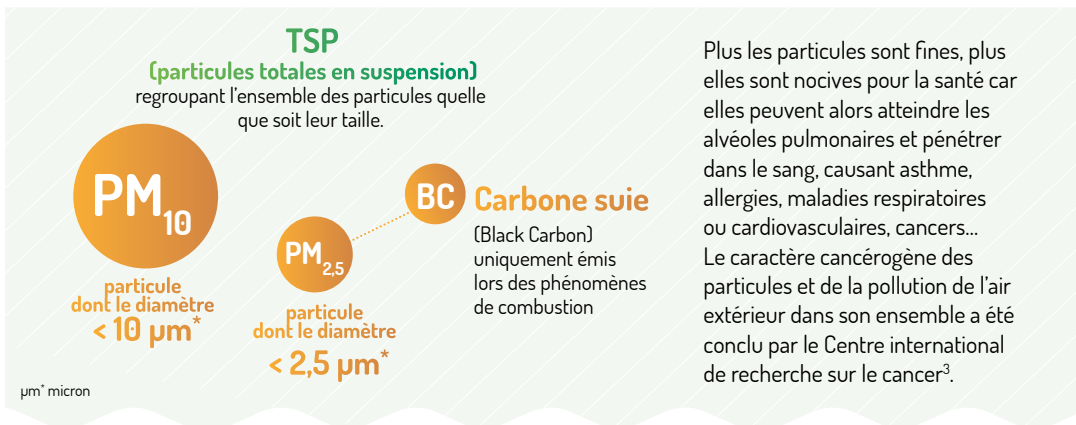 TSP
(particules totales en suspension)
regroupant l’ensemble des particules quelle
que soit leur taille.
PM10
particule
dont le diamètre
< 10 µm*
PM2,5
particule
dont le diamètre
< 2,5 µm*
BC Carbone suie
(Black Carbon)
uniquement émis
lors des phénomènes
de combustion
µm* micron
Plus les particules sont fines, plus
elles sont nocives pour la santé car
elles peuvent alors atteindre les
alvéoles pulmonaires et pénétrer
dans le sang, causant asthme,
allergies, maladies respiratoires
ou cardiovasculaires, cancers...
Le caractère cancérogène des
particules et de la pollution de l’air
extérieur dans son ensemble a été
conclu par le Centre international
de recherche sur le cancer³.